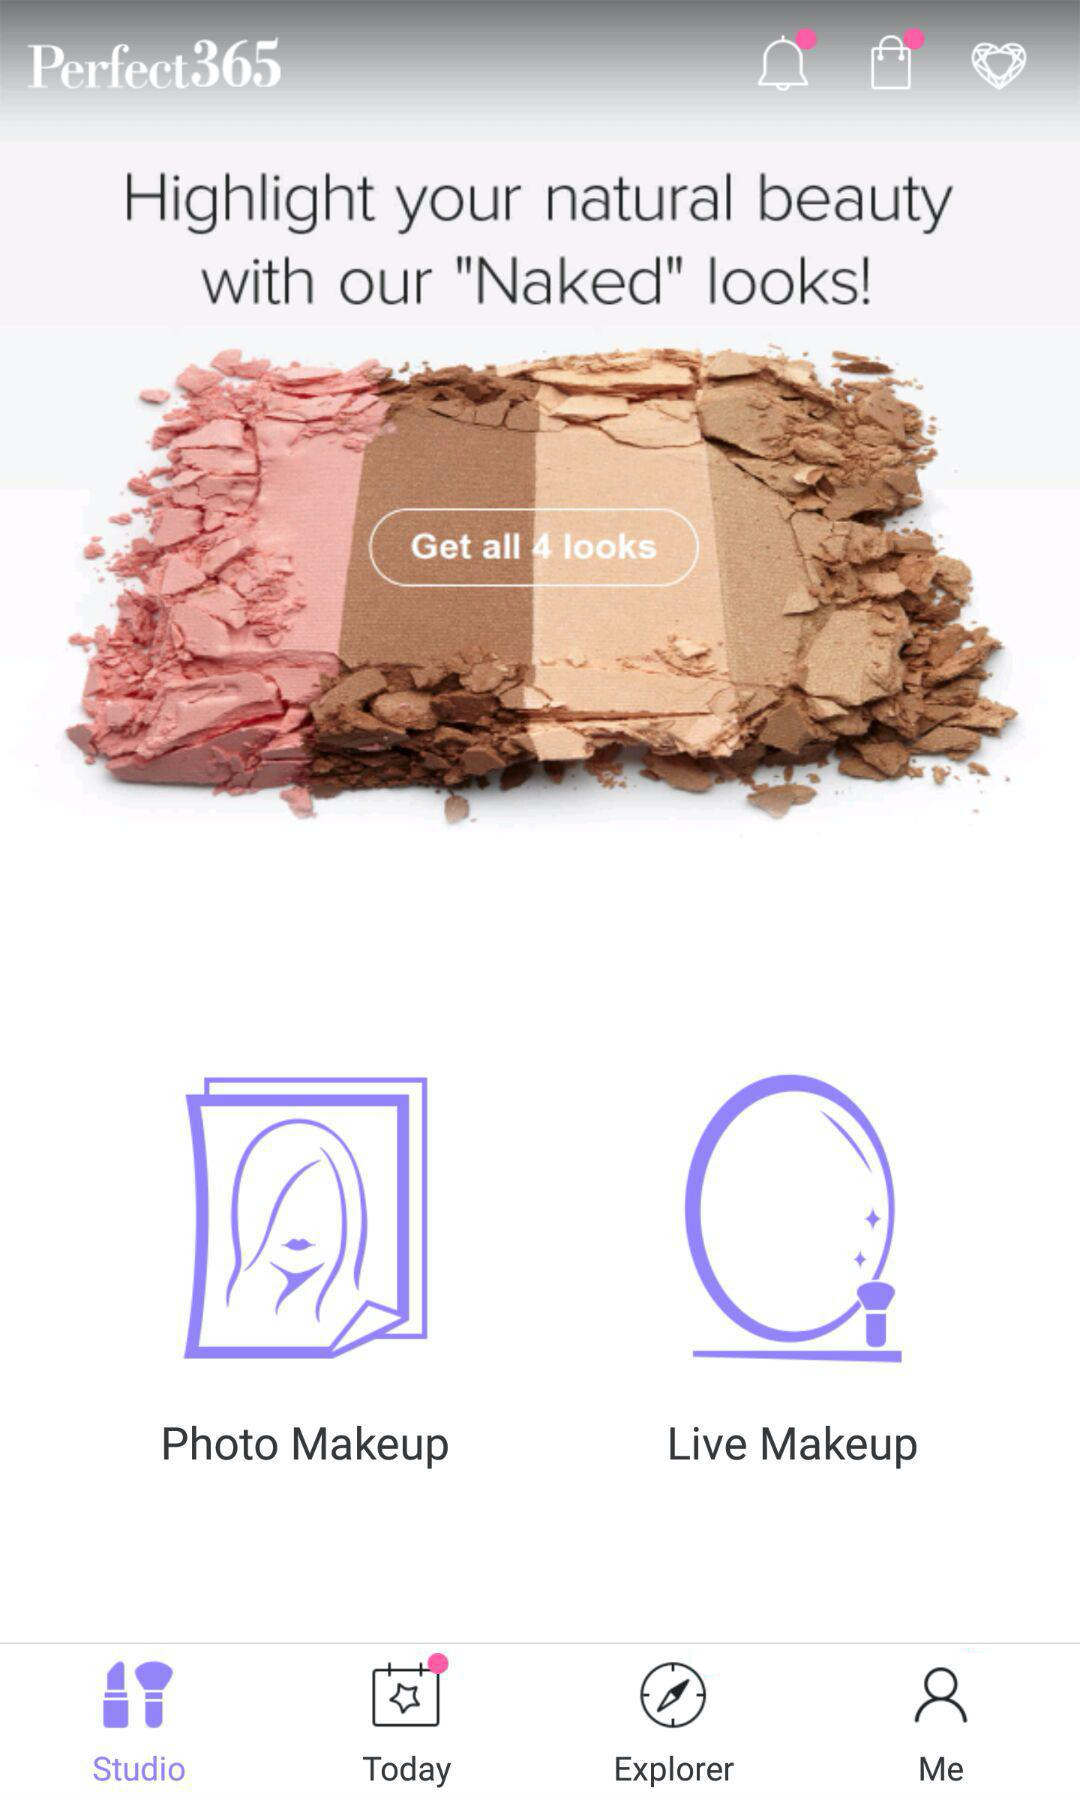 Perfect365
Highlight your natural beauty
with our "Naked" looks!
Get all 4 looks
Photo Makeup
Live Makeup
Studio
Today
Explorer
Me